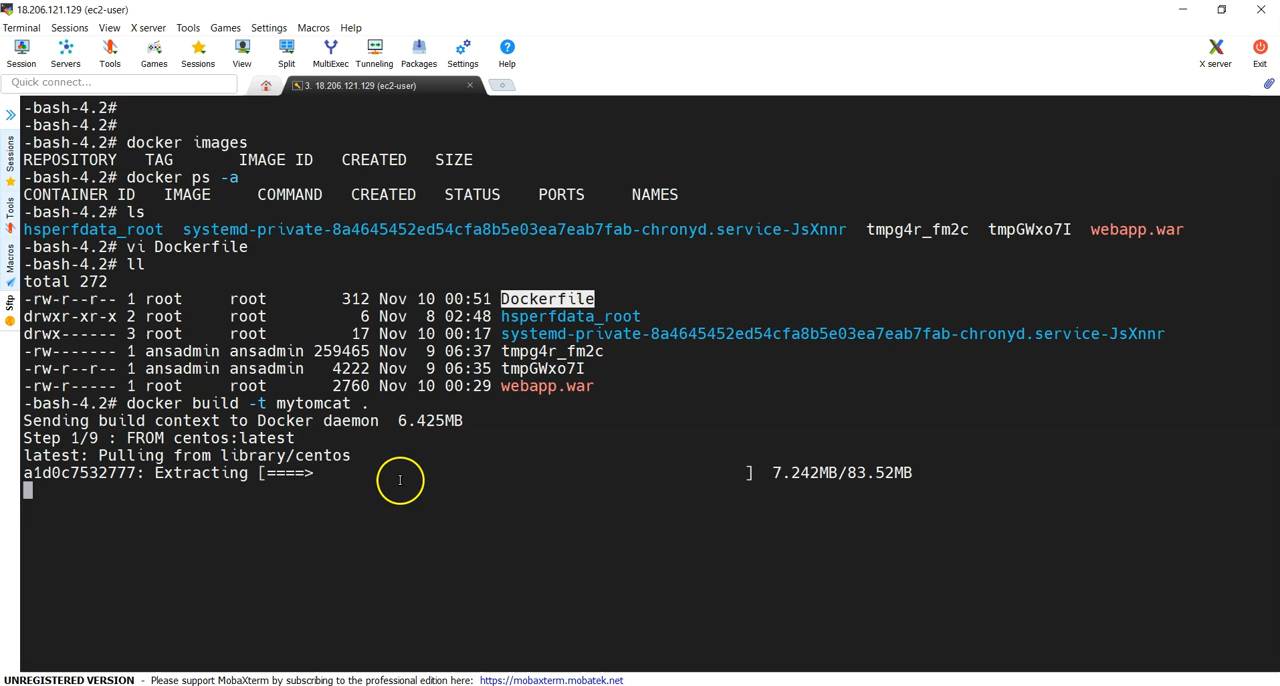 18.206.121.129 (ec2-user)
Terminal Sessions View X server Tools Games Settings Macros Help
Session Servers Tools Games Sessions View Split MultiExec Tunneling Packages Settings Help X server Exit
Quick connect...
3. 18.206.121.129 (ec2-user)
Sessions
Tools
Macros
Sftp
-bash-4.2#
-bash-4.2#
-bash-4.2# docker images
REPOSITORY TAG IMAGE ID CREATED SIZE
-bash-4.2# docker ps -a
CONTAINER ID IMAGE COMMAND CREATED STATUS PORTS NAMES
-bash-4.2# ls
hsperfdata_root systemd-private-8a4645452ed54cfa8b5e03ea7eab7fab-chronyd.service-JsXnnr tmpg4r_fm2c tmpGWxo7I webapp.war
-bash-4.2# vi Dockerfile
-bash-4.2# ll
total 272
-rw-r--r-- 1 root root 312 Nov 10 00:51 Dockerfile
drwxr-xr-x 2 root root 6 Nov 8 02:48 hsperfdata_root
drwx------ 3 root root 17 Nov 10 00:17 systemd-private-8a4645452ed54cfa8b5e03ea7eab7fab-chronyd.service-JsXnnr
-rw------- 1 ansadmin ansadmin 259465 Nov 9 06:37 tmpg4r_fm2c
-rw-r--r-- 1 ansadmin ansadmin 4222 Nov 9 06:35 tmpGWxo7I
-rw-r----- 1 root root 2760 Nov 10 00:29 webapp.war
-bash-4.2# docker build -t mytomcat .
Sending build context to Docker daemon 6.425MB
Step 1/9 : FROM centos:latest
latest: Pulling from library/centos
a1d0c7532777: Extracting [====> ] 7.242MB/83.52MB
UNREGISTERED VERSION - Please support MobaXterm by subscribing to the professional edition here: https://mobaxterm.mobatek.net